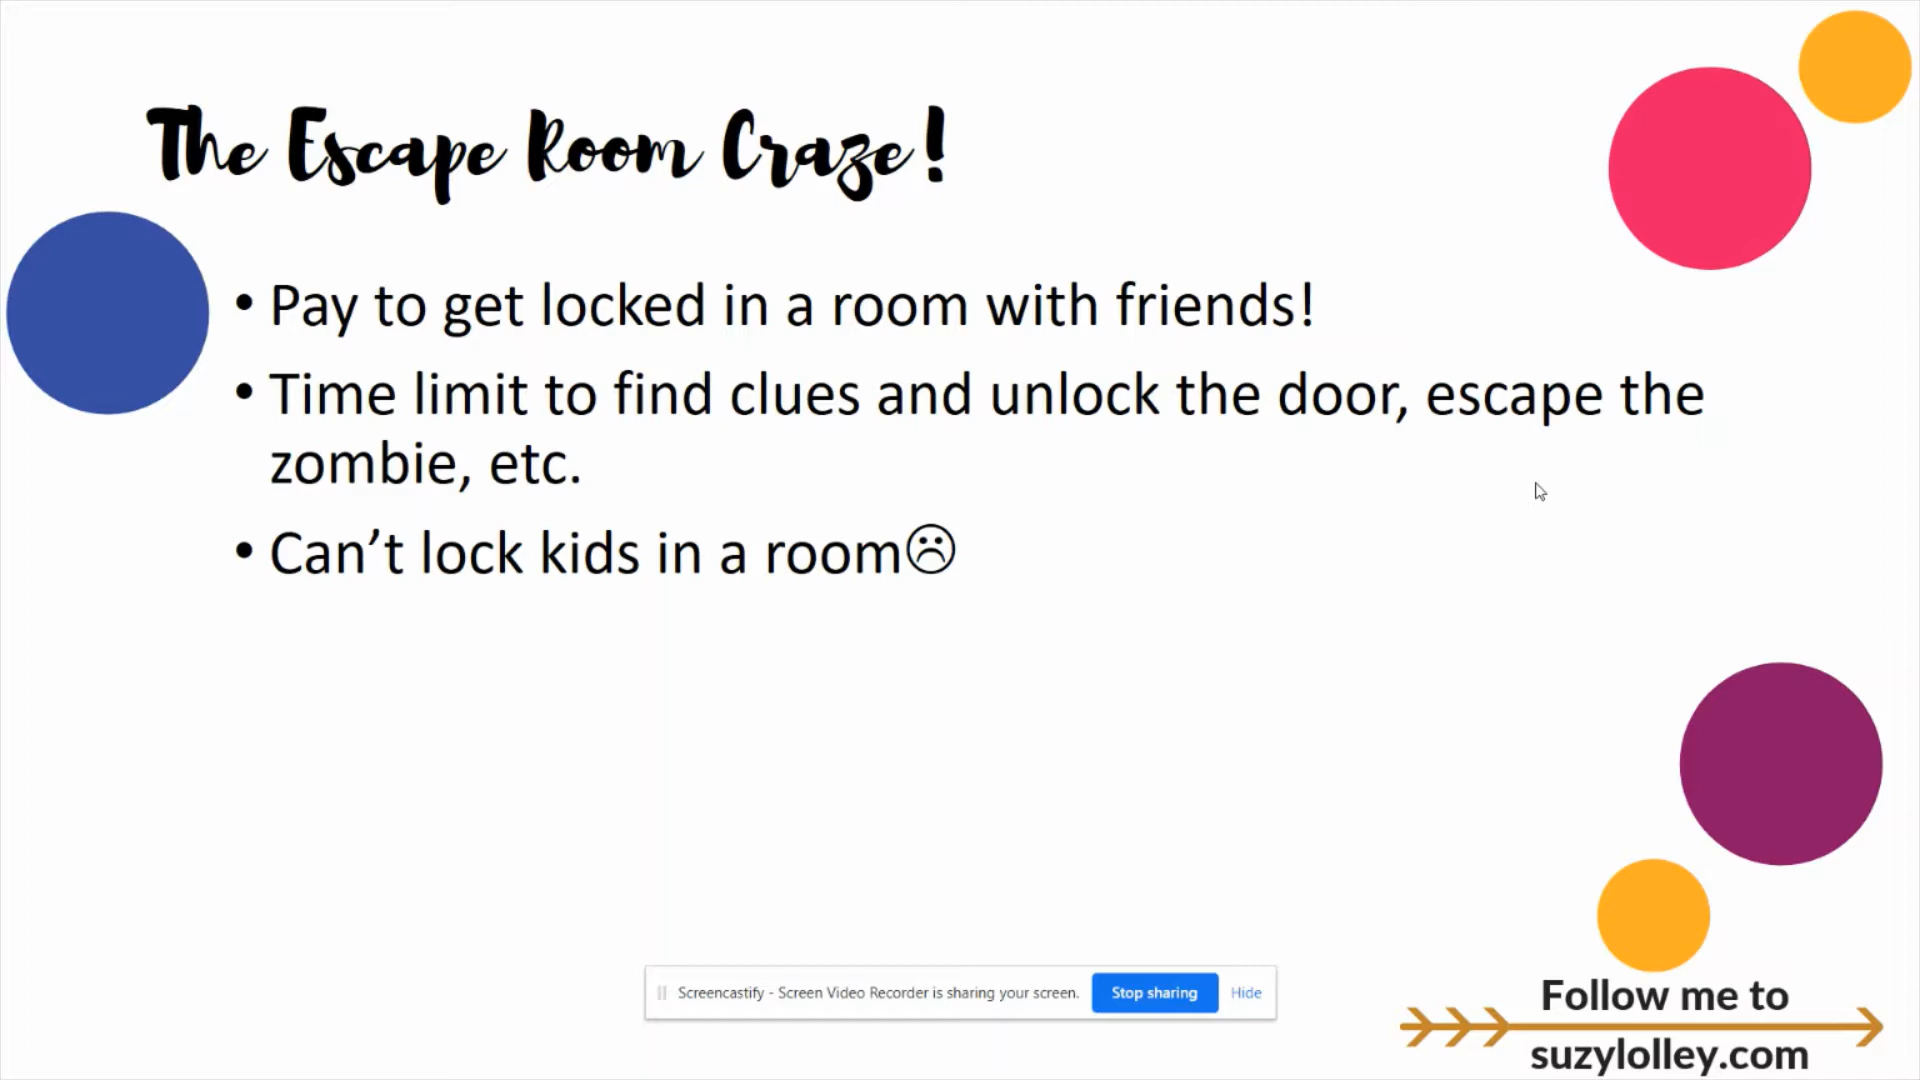 The Escape Room Craze!
• Pay to get locked in a room with friends!
• Time limit to find clues and unlock the door, escape the
zombie, etc.
• Can’t lock kids in a room☹
Screencastify - Screen Video Recorder is sharing your screen. Stop sharing Hide
Follow me to
suzylolley.com